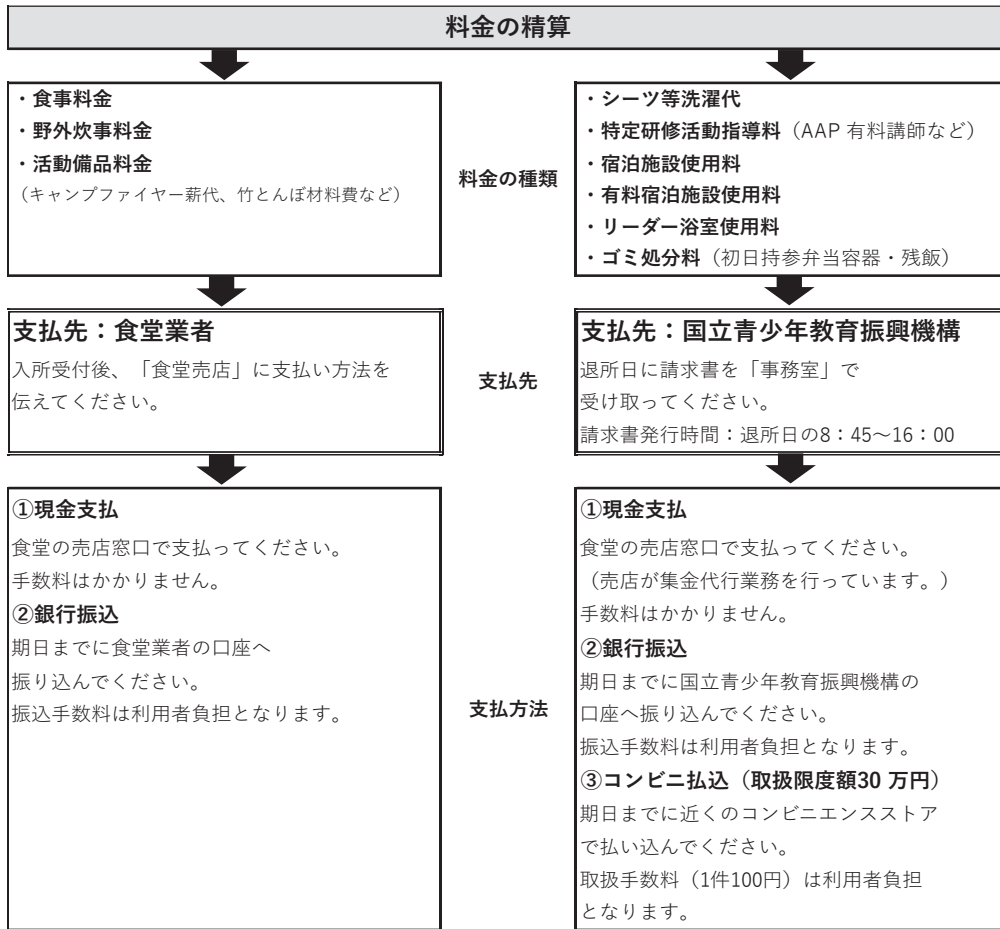 料金の精算
・食事料金
・野外炊事料金
・活動備品料金
（キャンプファイヤー薪代、竹とんぼ材料費など）
料金の種類
・シーツ等洗濯代
・特定研修活動指導料（AAP 有料講師など）
・宿泊施設使用料
・有料宿泊施設使用料
・リーダー浴室使用料
・ゴミ処分料（初日持参弁当容器・残飯）
支払先：食堂業者
入所受付後、「食堂売店」に支払い方法を
伝えてください。
支払先
支払先：国立青少年教育振興機構
退所日に請求書を「事務室」で
受け取ってください。
請求書発行時間：退所日の8：45～16：00
①現金支払
食堂の売店窓口で支払ってください。
手数料はかかりません。
②銀行振込
期日までに食堂業者の口座へ
振り込んでください。
振込手数料は利用者負担となります。
支払方法
①現金支払
食堂の売店窓口で支払ってください。
（売店が集金代行業務を行っています。）
手数料はかかりません。
②銀行振込
期日までに国立青少年教育振興機構の
口座へ振り込んでください。
振込手数料は利用者負担となります。
③コンビニ払込（取扱限度額30 万円）
期日までに近くのコンビニエンスストア
で払い込んでください。
取扱手数料（1件100円）は利用者負担
となります。